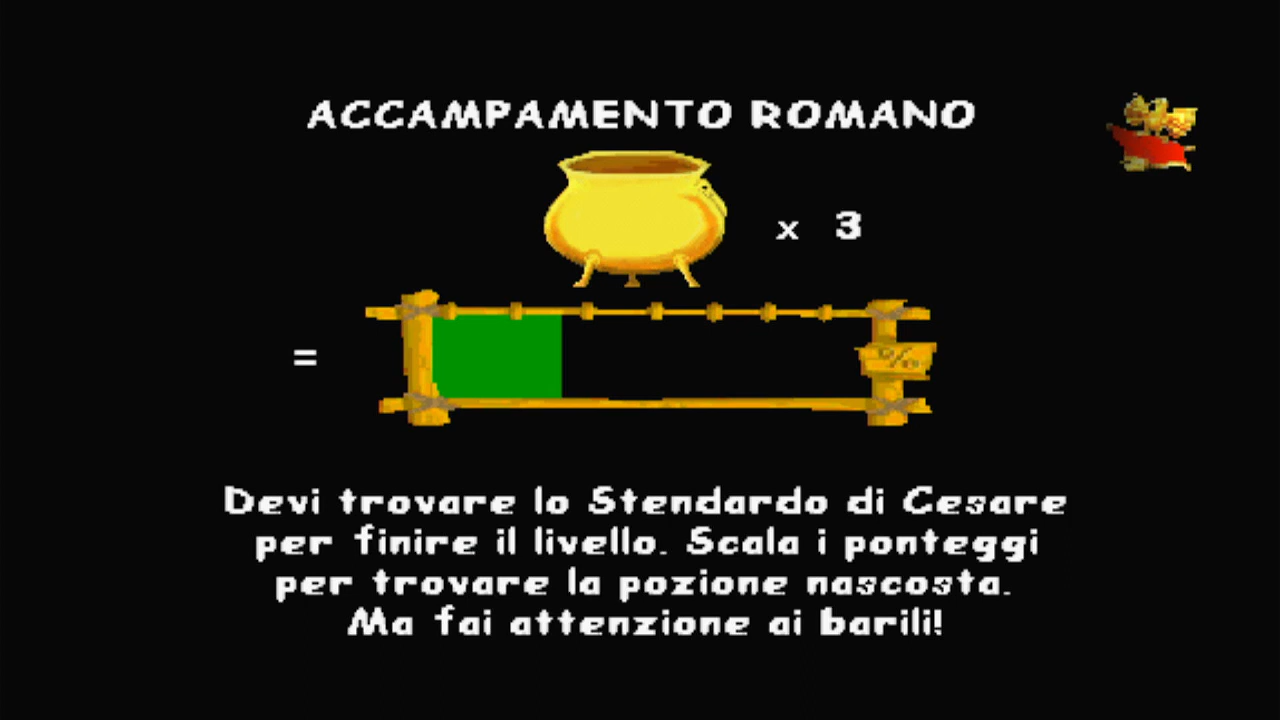 ACCAMPAMENTO ROMANO
x 3
=
%
Devi trovare lo Stendardo di Cesare
per finire il livello. Scala i ponteggi
per trovare la pozione nascosta.
Ma fai attenzione ai barili!